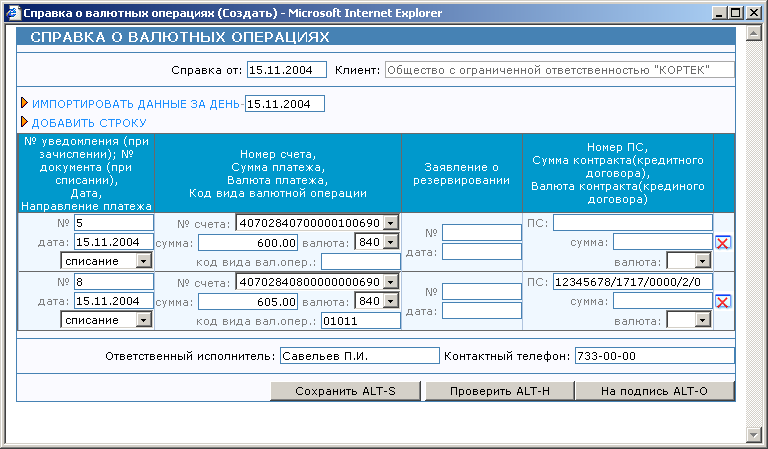 Справка о валютных операциях (Создать) - Microsoft Internet Explorer
СПРАВКА О ВАЛЮТНЫХ ОПЕРАЦИЯХ
Справка от: 15.11.2004 Клиент: Общество с ограниченной ответственностью "КОРТЕК"
ИМПОРТИРОВАТЬ ДАННЫЕ ЗА ДЕНЬ- 15.11.2004
ДОБАВИТЬ СТРОКУ
№ уведомления (при
зачислении); №
документа (при
списании),
Дата,
Направление платежа
Номер счета,
Сумма платежа,
Валюта платежа,
Код вида валютной операции
Заявление о
резервировании
Номер ПС,
Сумма контракта(кредитного
договора),
Валюта контракта(крединого
договора)
№ 5 № счета: 40702840700000100690 № ПС:
дата: 15.11.2004 сумма: 600.00 валюта: 840 дата: сумма:
списание код вида вал.опер.: валюта:
№ 8 № счета: 40702840800000000690 № ПС: 12345678/1717/0000/2/0
дата: 15.11.2004 сумма: 605.00 валюта: 840 дата: сумма:
списание код вида вал.опер.: 01011 валюта:
Ответственный исполнитель: Савельев П.И. Контактный телефон: 733-00-00
Сохранить ALT-S Проверить ALT-H На подпись ALT-O